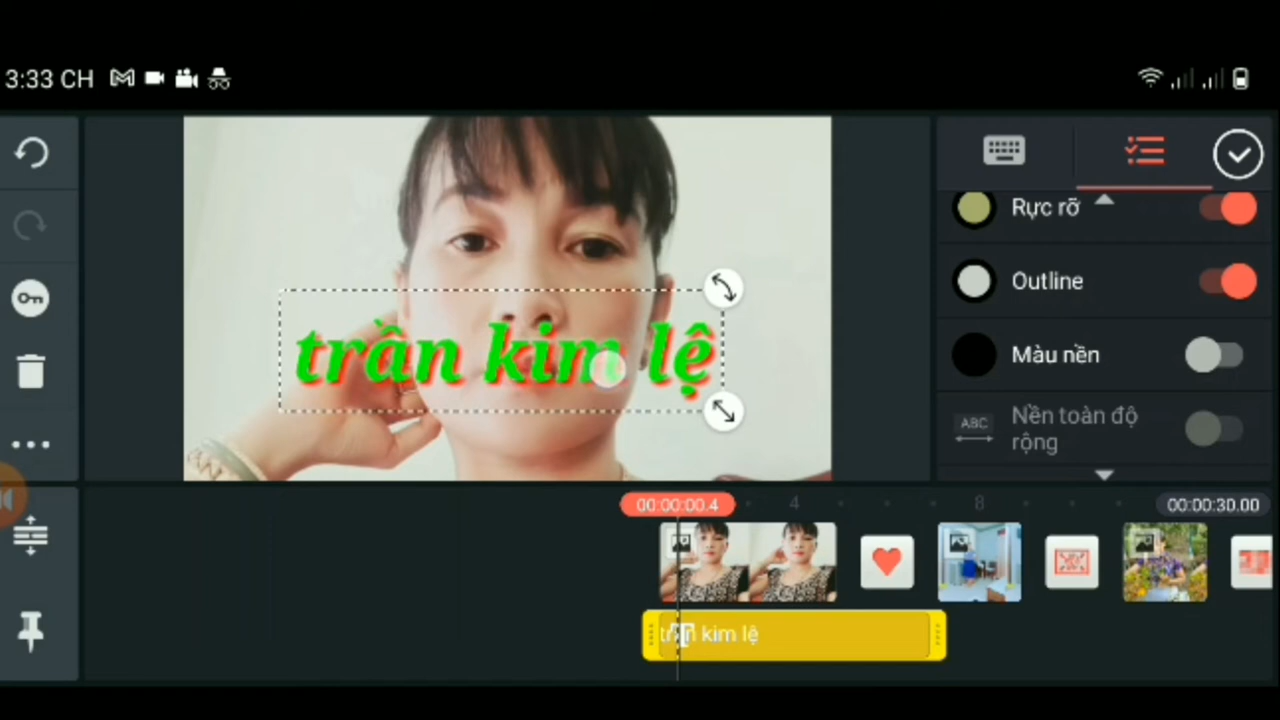 3:33 CH
Rực rỡ
Outline
Màu nền
ABC
Nền toàn độ
rộng
trần kim lệ
00:00:00.4
4
8
00:00:30.00
trần kim lệ